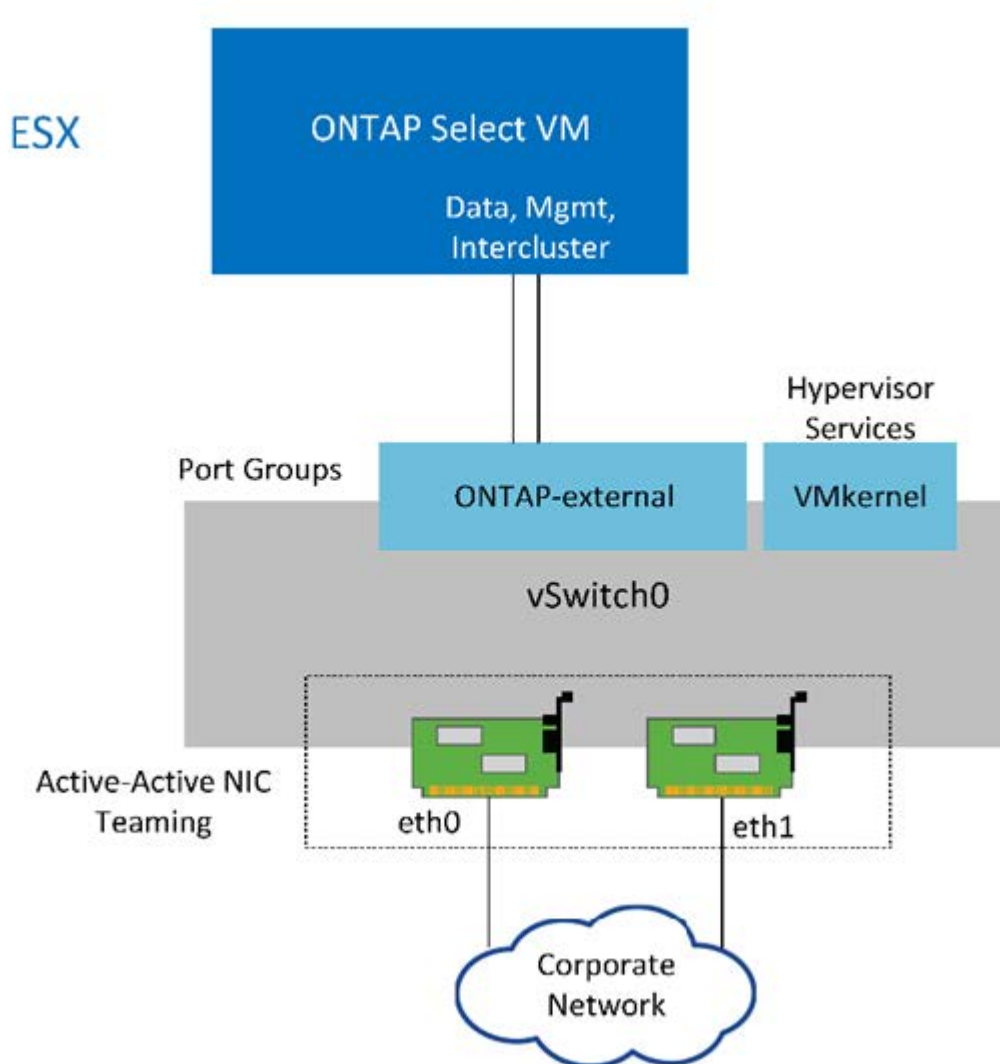 ESX
ONTAP Select VM
Data, Mgmt,
Intercluster
Hypervisor
Services
Port Groups
ONTAP-external
VMkernel
vSwitch0
Active-Active NIC
Teaming
eth0
eth1
Corporate
Network